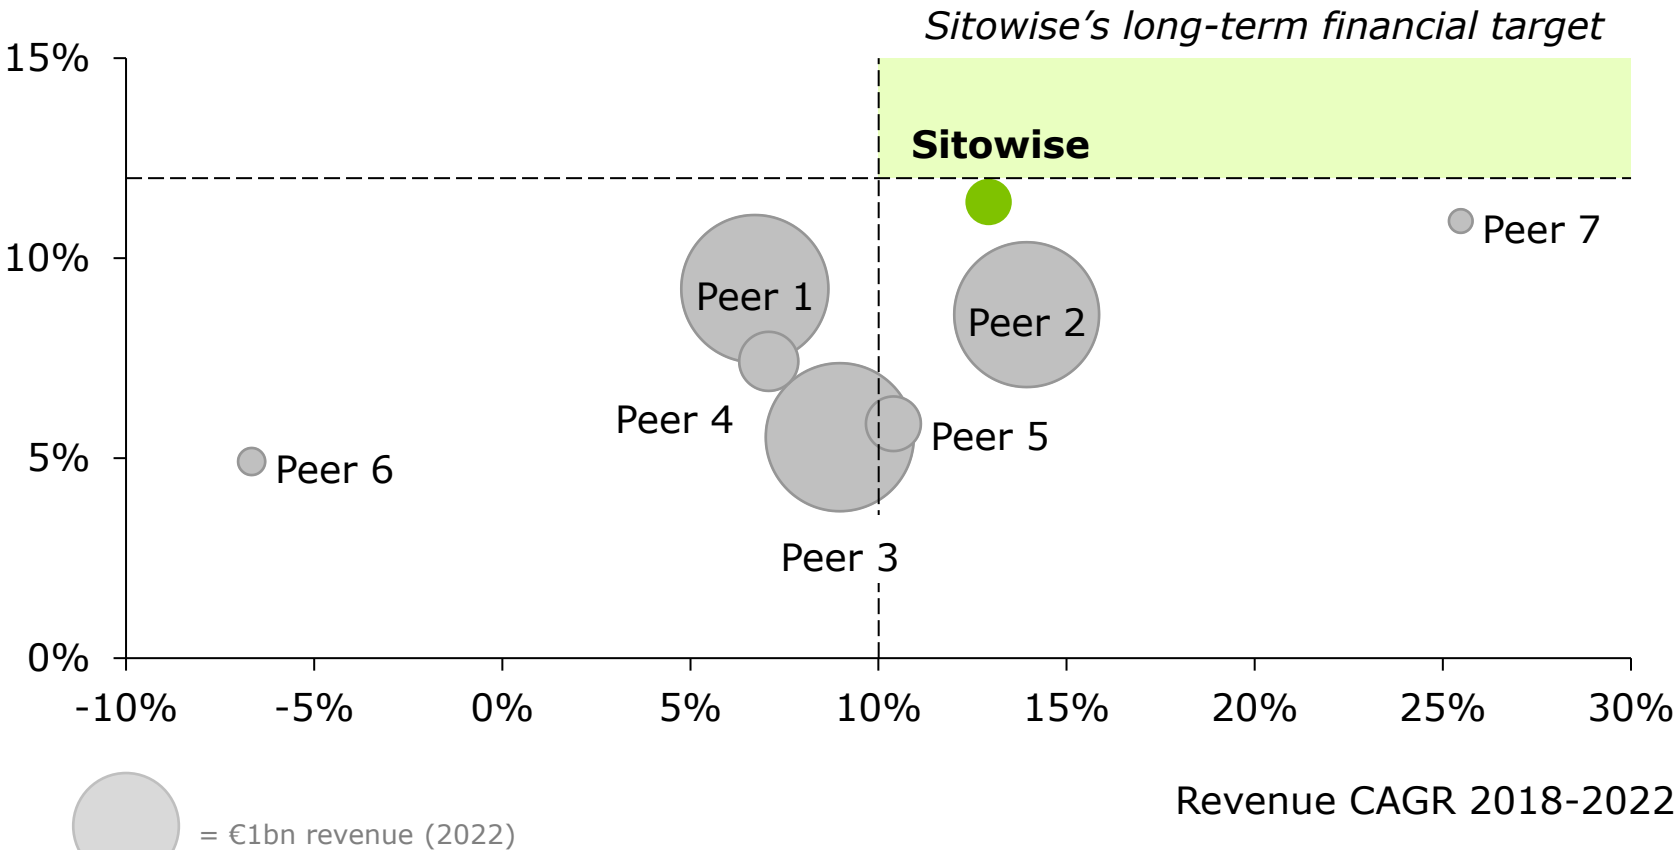 Sitowise’s long-term financial target
15%
Sitowise
Peer 7
10%
Peer 1
Peer 2
Peer 4
Peer 5
5%
Peer 6
Peer 3
0%
-10% -5% 0% 5% 10% 15% 20% 25% 30%
Revenue CAGR 2018-2022
= €1bn revenue (2022)